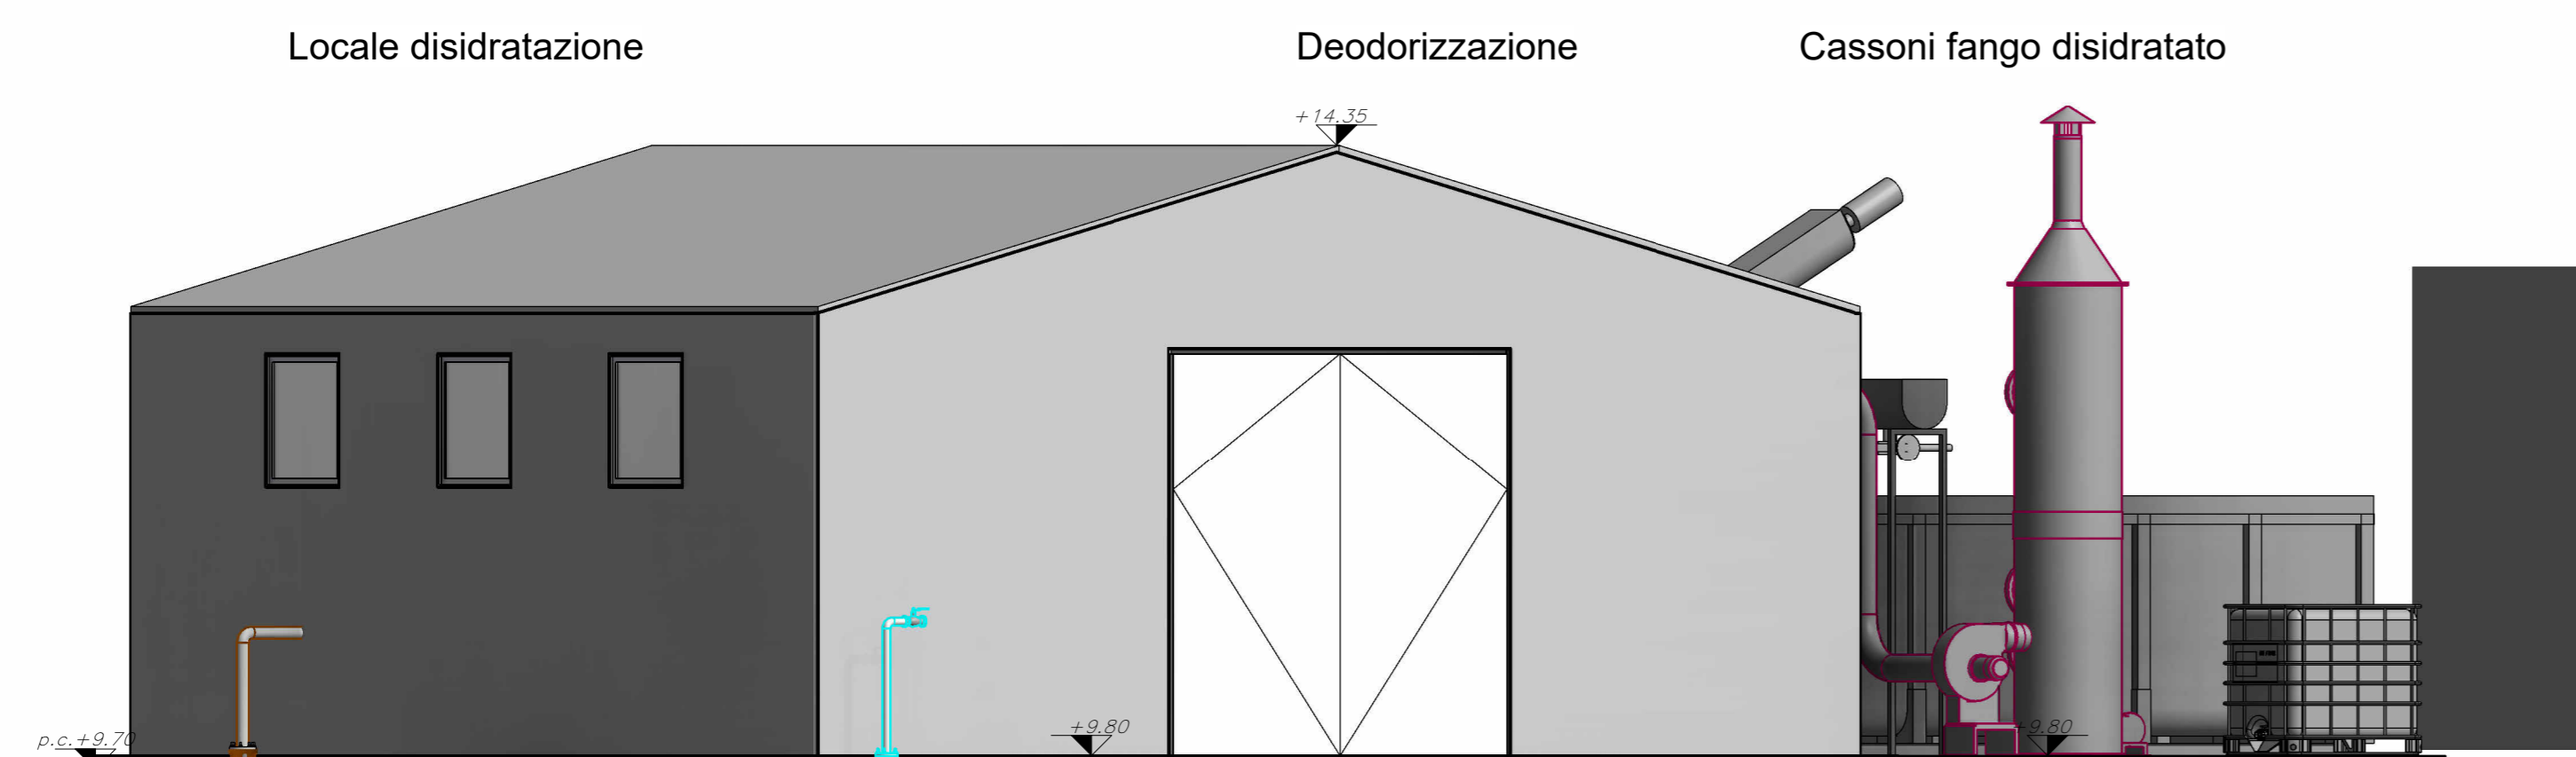 Locale disidratazione
Deodorizzazione
Cassoni fango disidratato
+14.35
p.c.+9.70
+9.80
+9.80